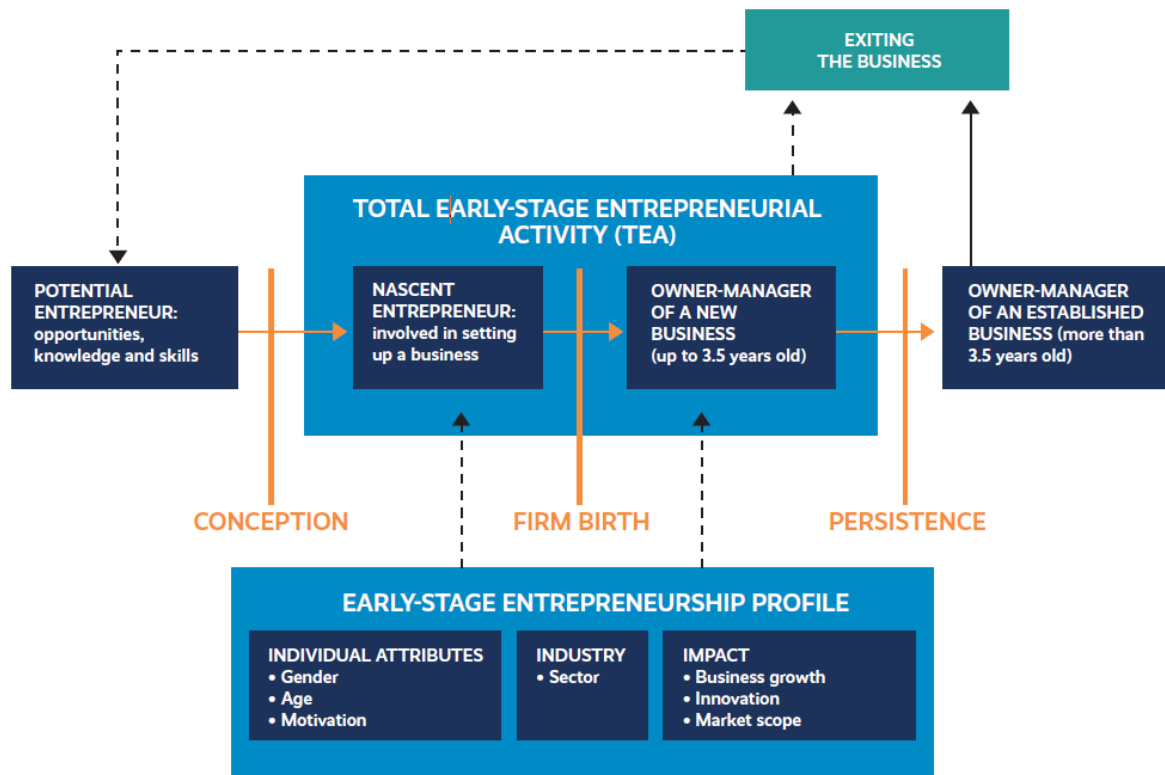 EXITING
THE BUSINESS
TOTAL EARLY-STAGE ENTREPRENEURIAL
ACTIVITY (TEA)
POTENTIAL
ENTREPRENEUR:
opportunities,
knowledge and skills
NASCENT
ENTREPRENEUR:
involved in setting
up a business
OWNER-MANAGER
OF A NEW
BUSINESS
(up to 3.5 years old)
OWNER-MANAGER
OF AN ESTABLISHED
BUSINESS (more than
3.5 years old)
CONCEPTION
FIRM BIRTH
PERSISTENCE
EARLY-STAGE ENTREPRENEURSHIP PROFILE
INDIVIDUAL ATTRIBUTES
• Gender
• Age
• Motivation
INDUSTRY
• Sector
IMPACT
• Business growth
• Innovation
• Market scope